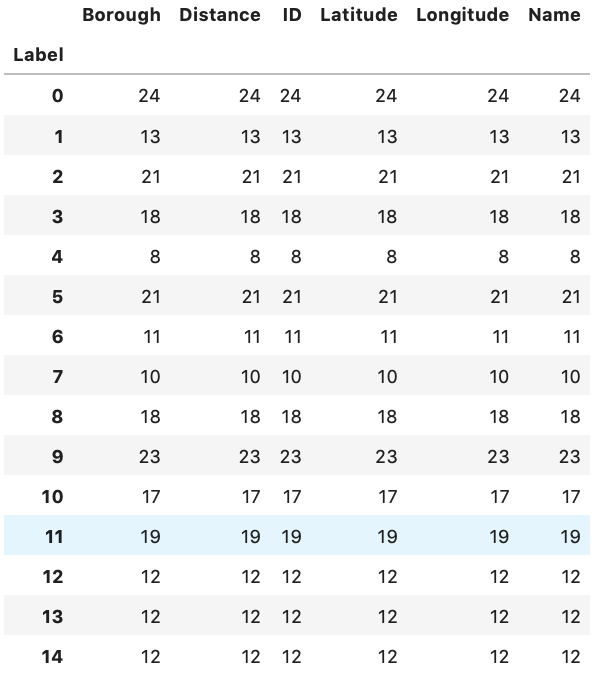 Borough Distance ID Latitude Longitude Name
Label
0 24 24 24 24 24 24
1 13 13 13 13 13 13
2 21 21 21 21 21 21
3 18 18 18 18 18 18
4 8 8 8 8 8 8
5 21 21 21 21 21 21
6 11 11 11 11 11 11
7 10 10 10 10 10 10
8 18 18 18 18 18 18
9 23 23 23 23 23 23
10 17 17 17 17 17 17
11 19 19 19 19 19 19
12 12 12 12 12 12 12
13 12 12 12 12 12 12
14 12 12 12 12 12 12